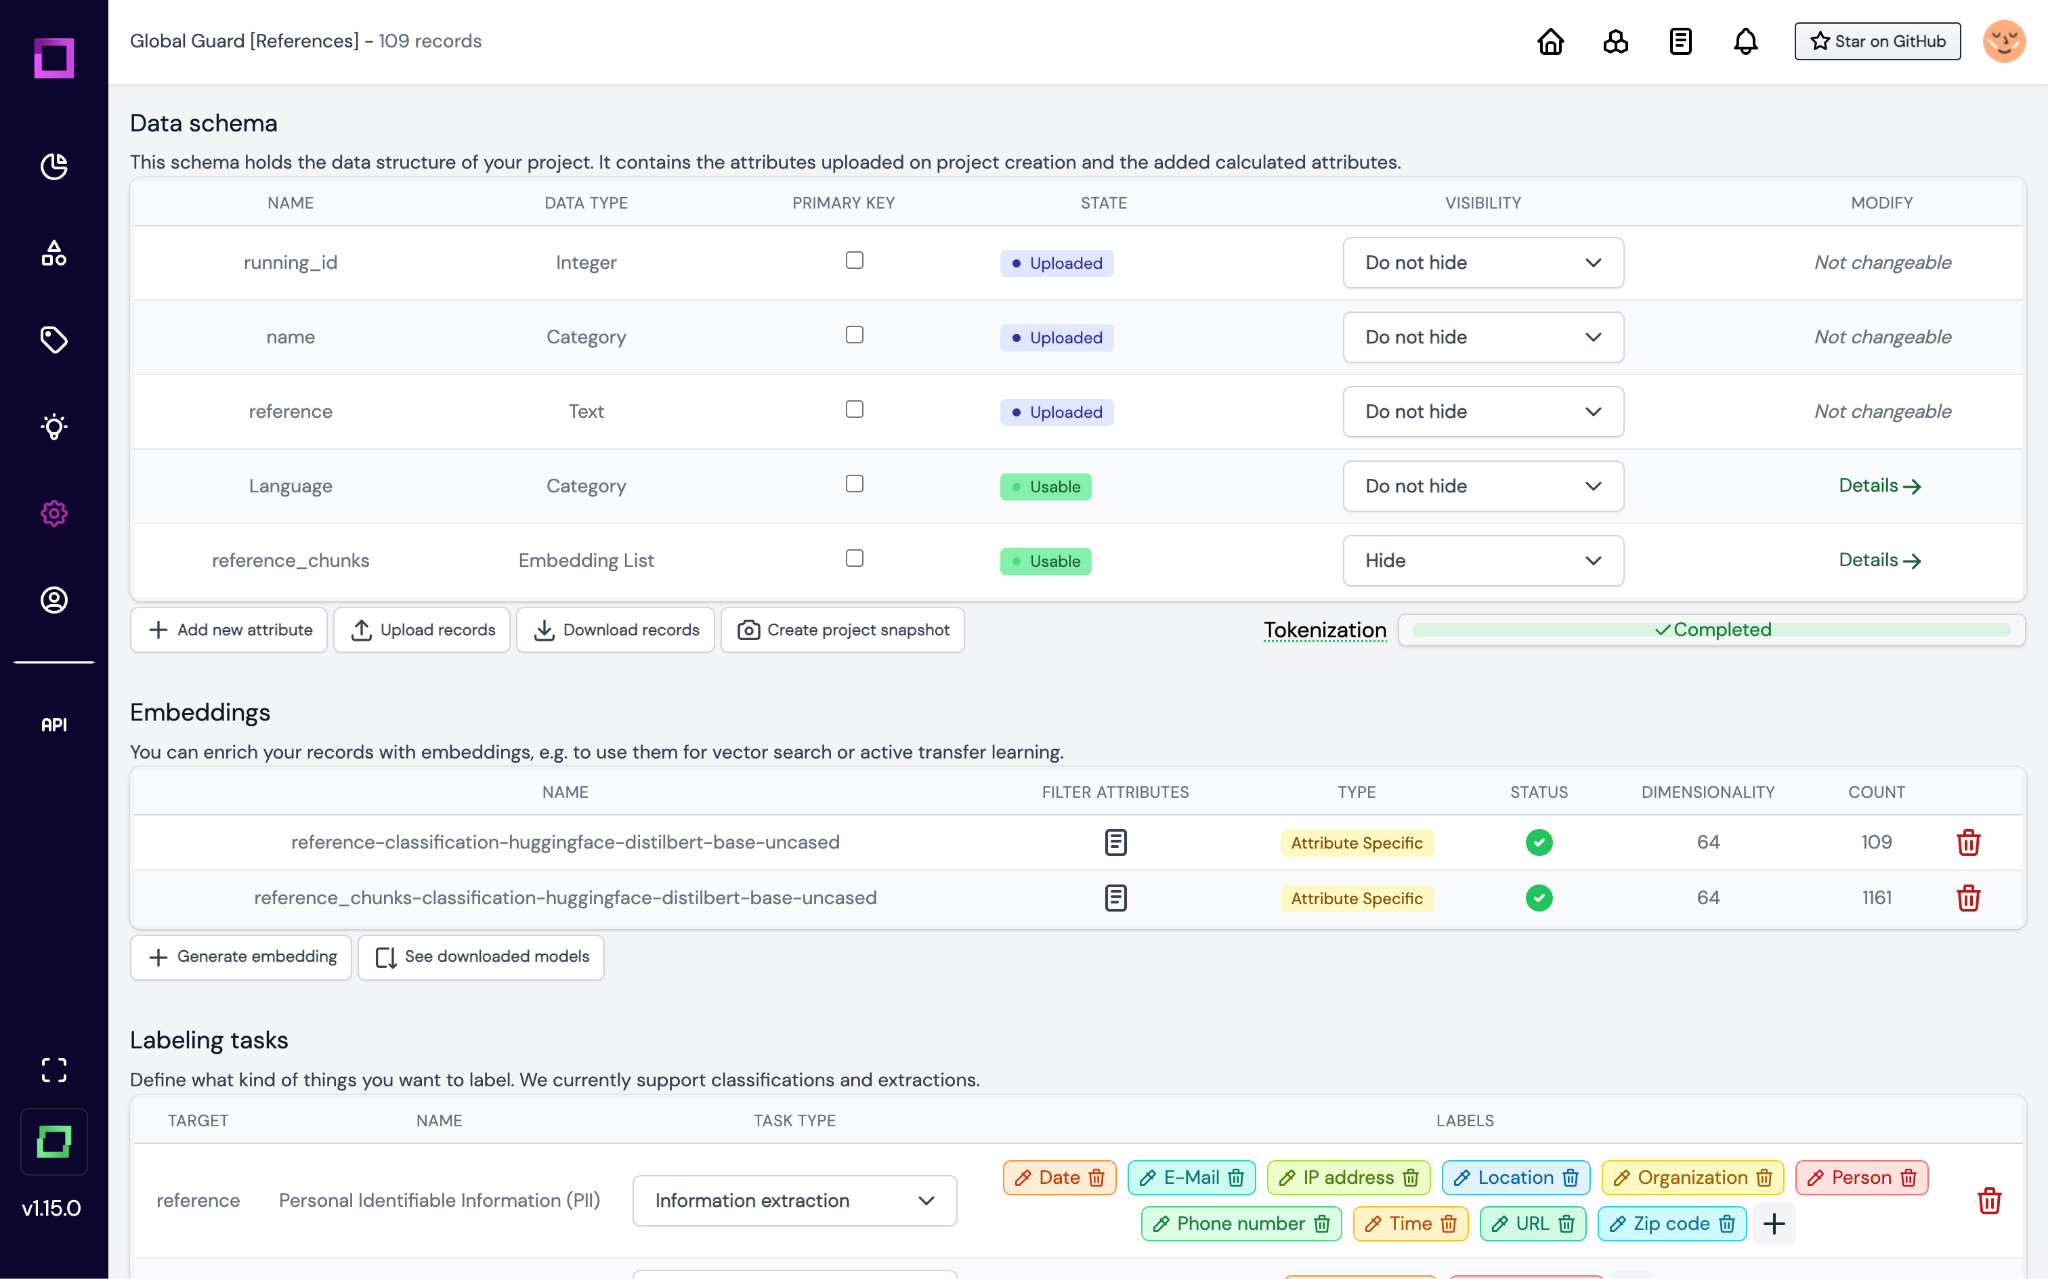 Global Guard [References] - 109 records
Star on GitHub
Data schema
This schema holds the data structure of your project. It contains the attributes uploaded on project creation and the added calculated attributes.
NAME DATA TYPE PRIMARY KEY STATE VISIBILITY MODIFY
running_id Integer Uploaded Do not hide Not changeable
name Category Uploaded Do not hide Not changeable
reference Text Uploaded Do not hide Not changeable
Language Category Usable Do not hide Details
reference_chunks Embedding List Usable Hide Details
Add new attribute Upload records Download records Create project snapshot Tokenization Completed
API
Embeddings
You can enrich your records with embeddings, e.g. to use them for vector search or active transfer learning.
NAME FILTER ATTRIBUTES TYPE STATUS DIMENSIONALITY COUNT
reference-classification-huggingface-distilbert-base-uncased Attribute Specific 64 109
reference_chunks-classification-huggingface-distilbert-base-uncased Attribute Specific 64 1161
Generate embedding See downloaded models
Labeling tasks
Define what kind of things you want to label. We currently support classifications and extractions.
TARGET NAME TASK TYPE LABELS
reference Personal Identifiable Information (PII) Information extraction Date E-Mail IP address Location Organization Person
Phone number Time URL Zip code
v1.15.0